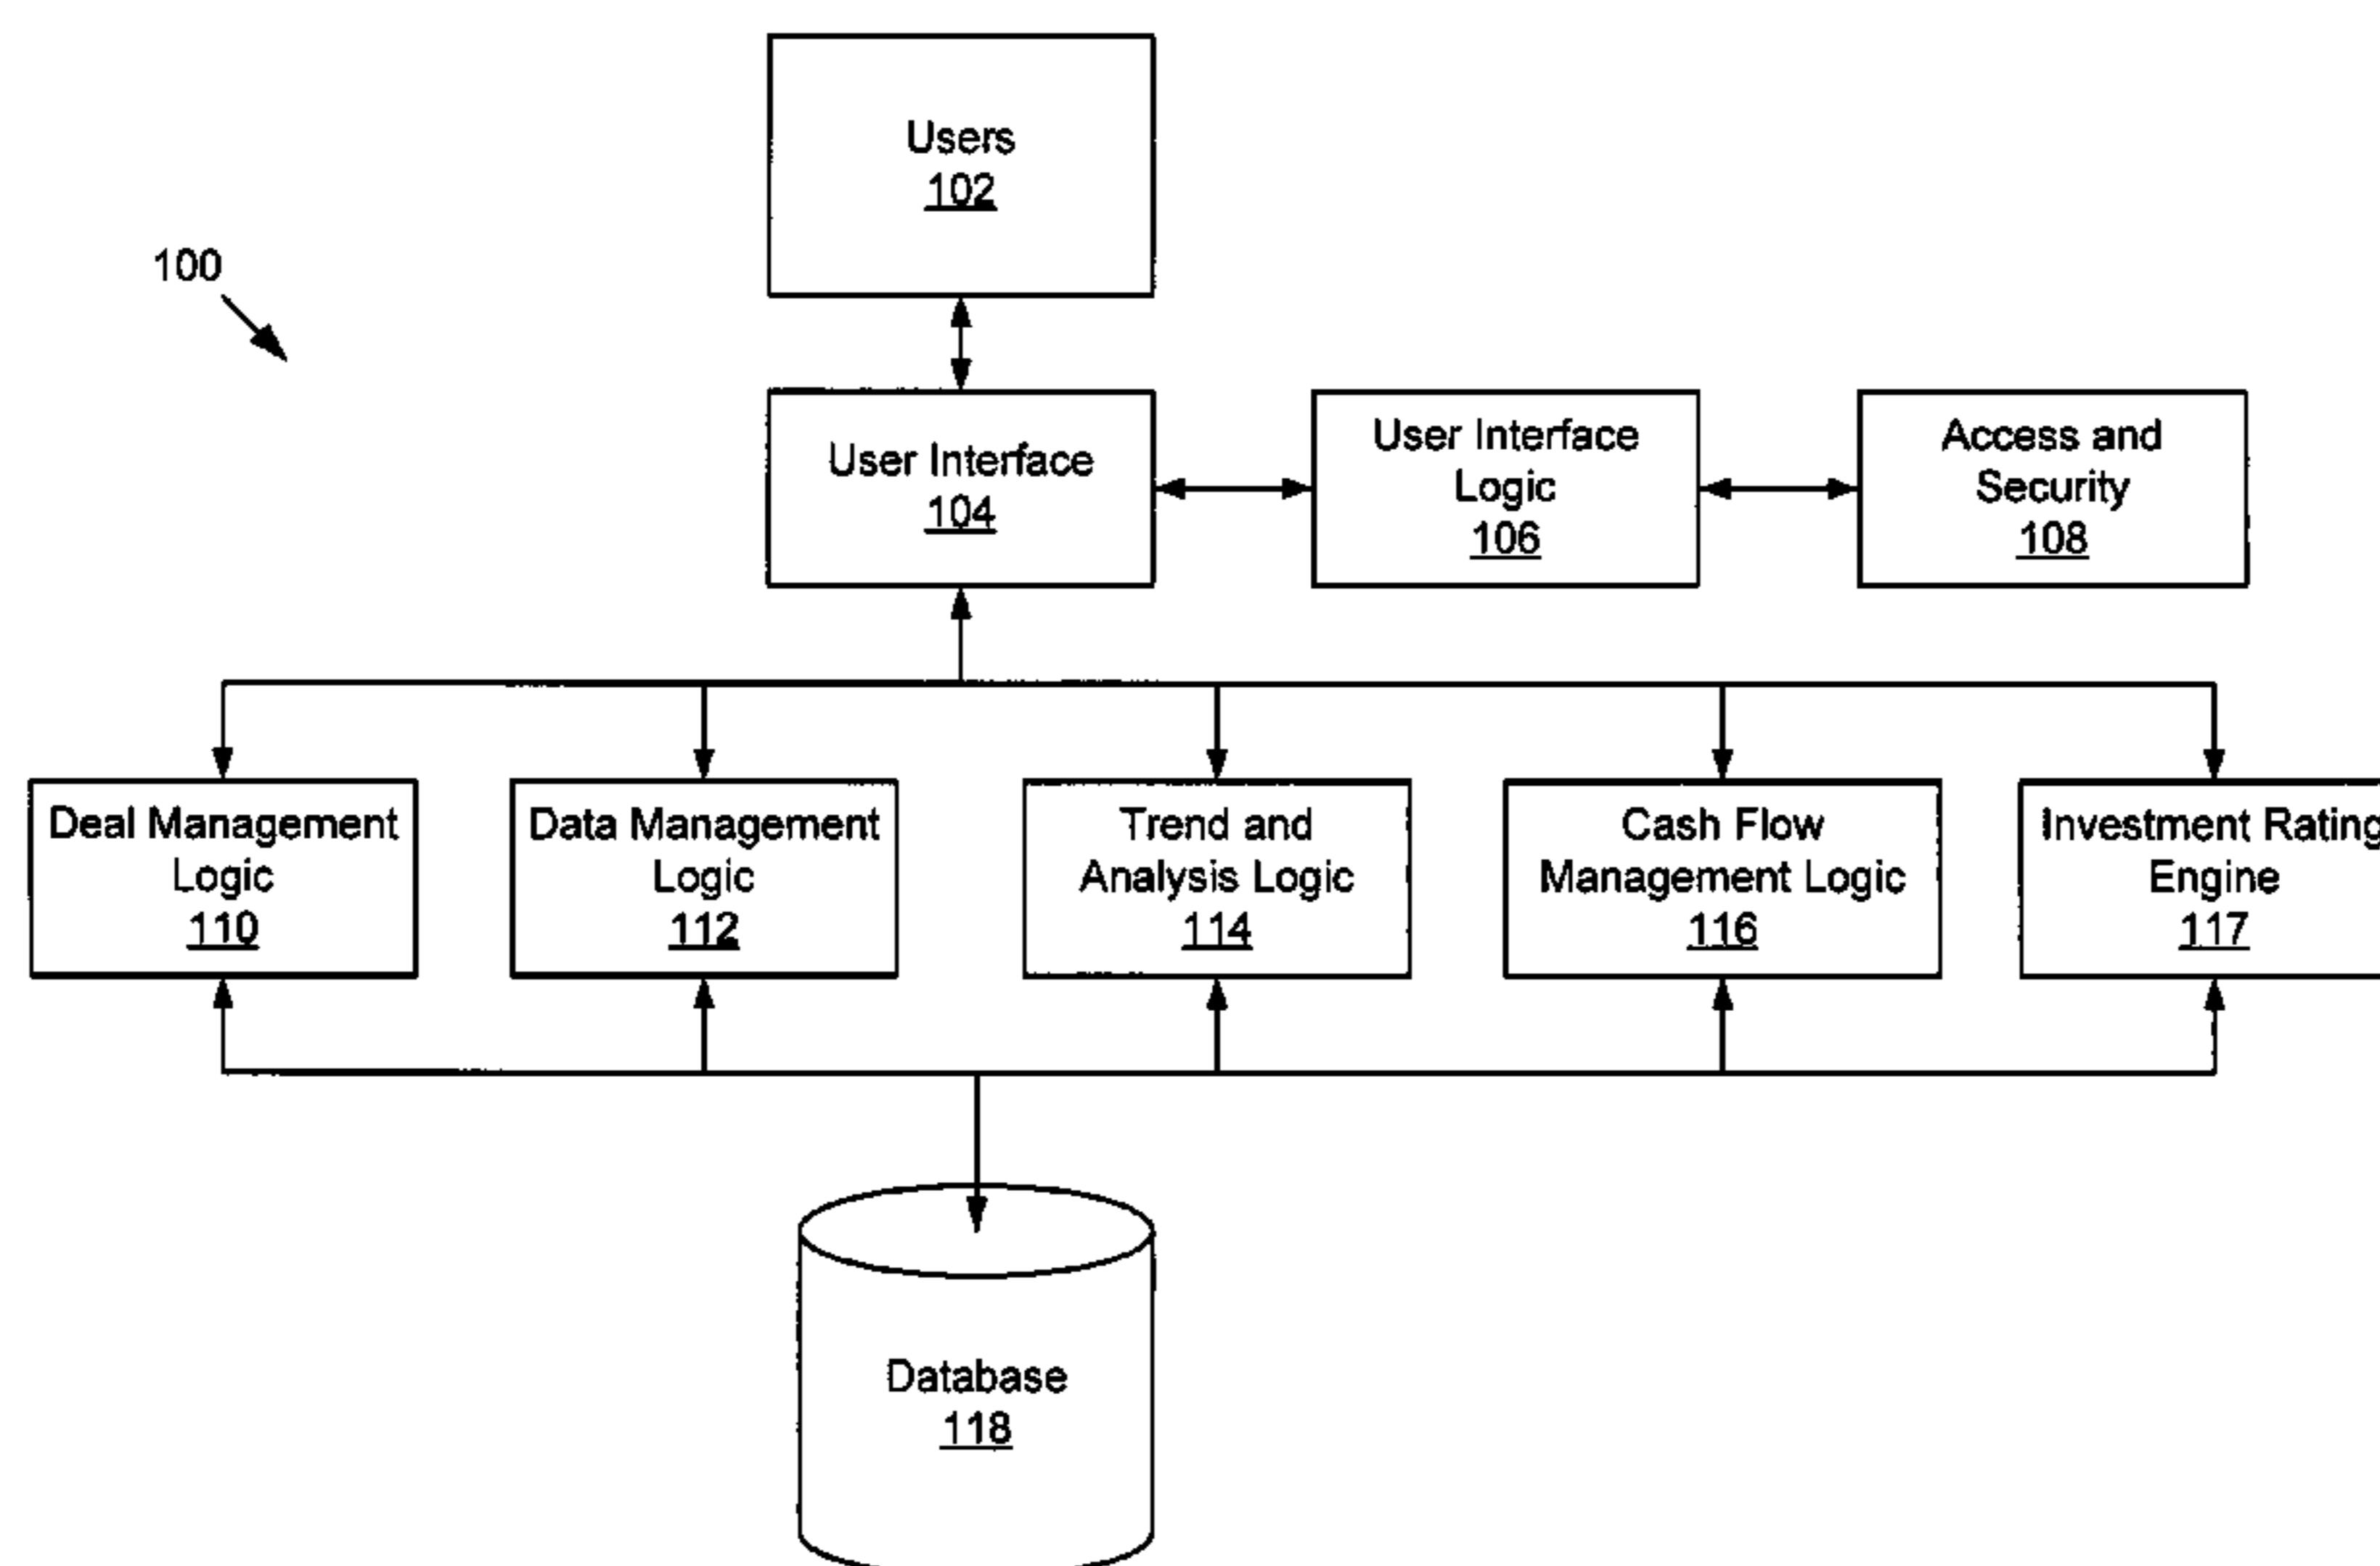 Users
102
100
User Interface
104
User Interface
Logic
106
Access and
Security
108
Deal Management
Logic
110
Data Management
Logic
112
Trend and
Analysis Logic
114
Cash Flow
Management Logic
116
Investment Rating
Engine
117
Database
118